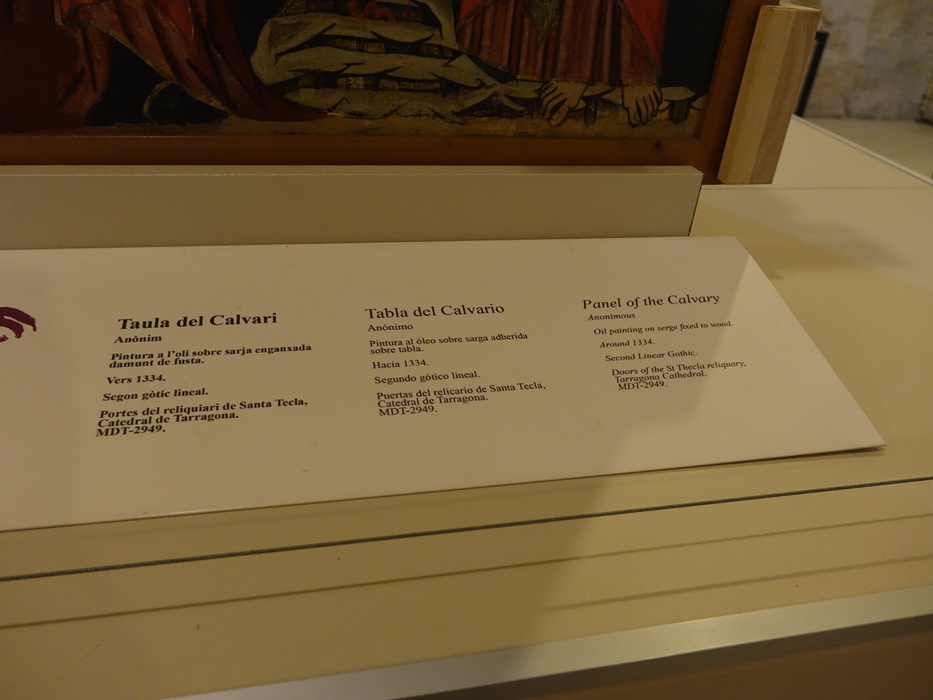 Taula del Calvari
Anònim
Pintura a l'oli sobre sarja enganxada
damunt de fusta.
Vers 1334.
Segon gòtic lineal.
Portes del reliquiari de Santa Tecla,
Catedral de Tarragona.
MDT-2949.
Tabla del Calvario
Anónimo
Pintura al óleo sobre sarga adherida
sobre tabla.
Hacia 1334.
Segundo gótico lineal.
Puertas del relicario de Santa Tecla,
Catedral de Tarragona.
MDT-2949.
Panel of the Calvary
Anonimous
Oil painting on serge fixed to wood.
Around 1334.
Second Linear Gothic.
Doors of the St Thecla reliquary,
Tarragona Cathedral.
MDT-2949.